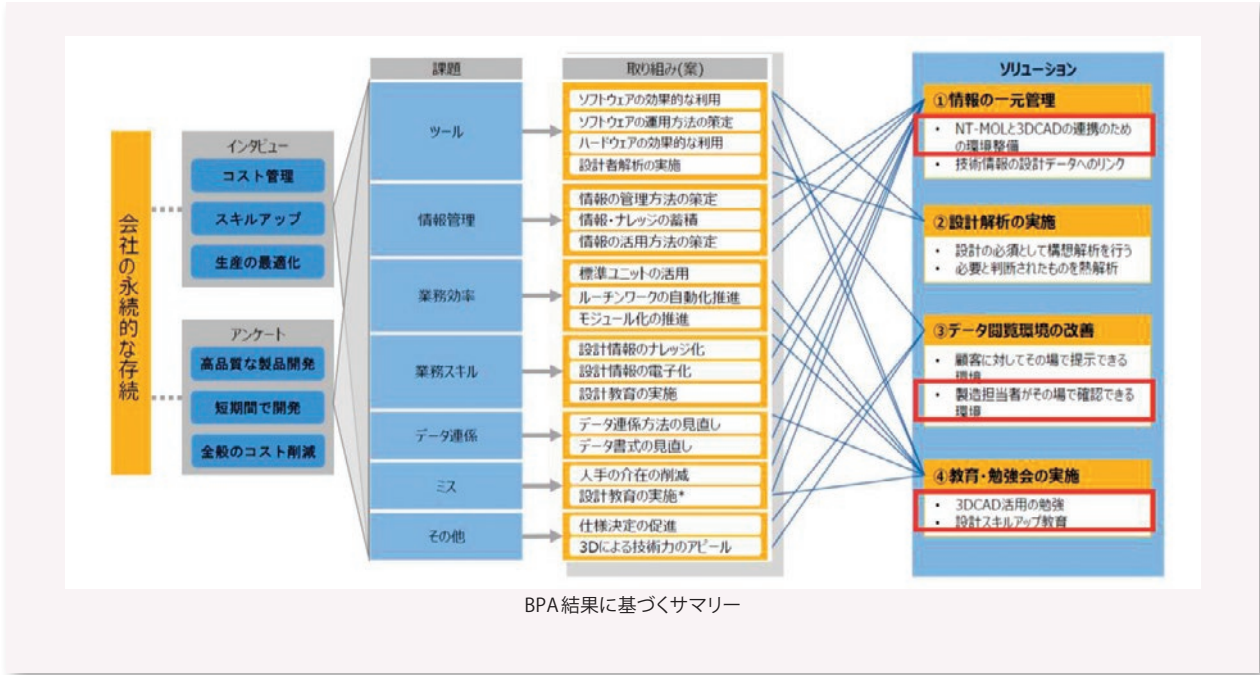 会社の永続的な存続
インタビュー
コスト管理
スキルアップ
生産の最適化
アンケート
高品質な製品開発
短期間で開発
全般のコスト削減
課題
ツール
情報管理
業務効率
業務スキル
データ連係
ミス
その他
取り組み(案)
ソフトウェアの効果的な利用
ソフトウェアの運用方法の策定
ハードウェアの効果的な利用
設計者解析の実施
情報の管理方法の策定
情報・ナレッジの蓄積
情報の活用方法の策定
標準ユニットの活用
ルーチンワークの自動化推進
モジュール化の推進
設計情報のナレッジ化
設計情報の電子化
設計教育の実施
データ連係方法の見直し
データ書式の見直し
人手の介在の削減
設計教育の実施*
仕様決定の促進
3Dによる技術力のアピール
ソリューション
①情報の一元管理
• NT-MOLと3DCADの連携のため
の環境整備
• 技術情報の設計データへのリンク
②設計解析の実施
• 設計の必須として構想解析を行う
• 必要と判断されたものを熱解析
③データ閲覧環境の改善
• 顧客に対してその場で提示できる
環境
• 製造担当者がその場で確認できる
環境
④教育・勉強会の実施
• 3DCAD活用の勉強
• 設計スキルアップ教育
BPA結果に基づくサマリー